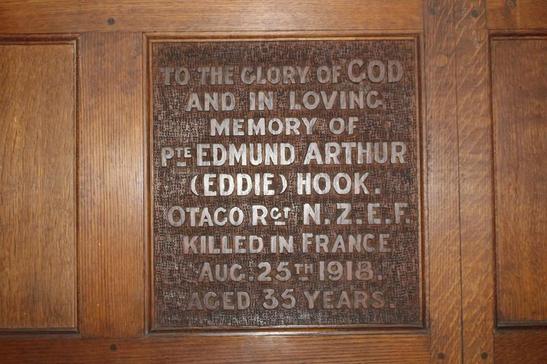 TO THE GLORY OF GOD
AND IN LOVING
MEMORY OF
PTE EDMUND ARTHUR
(EDDIE) HOOK.
OTAGO RGT N.Z.E.F.
KILLED IN FRANCE
AUG. 25TH 1918.
AGED 35 YEARS.